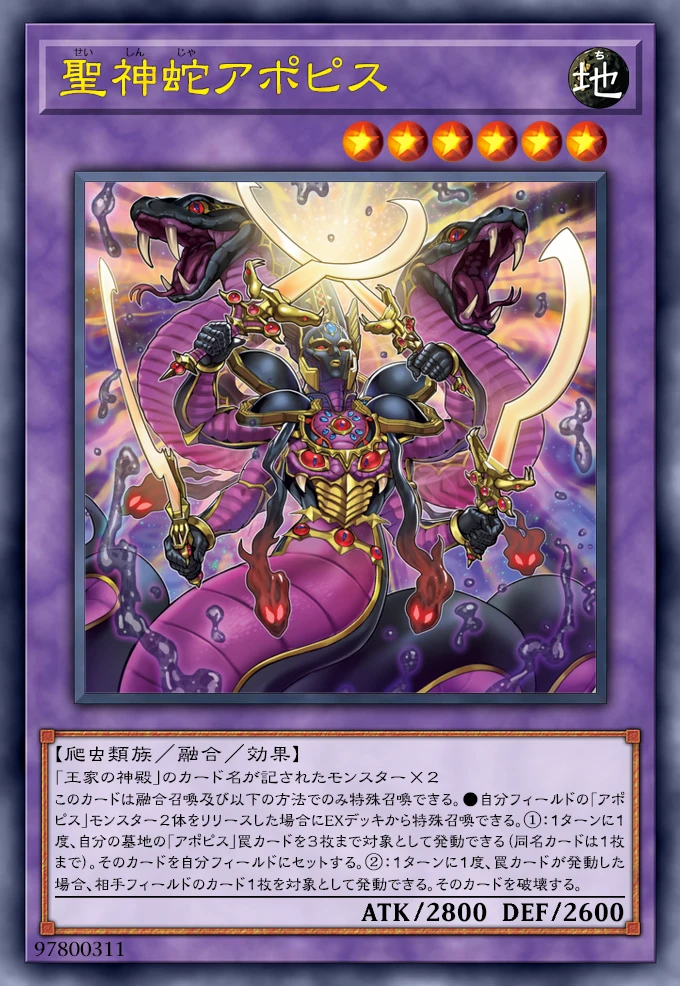 せい しん じゃ
聖神蛇アポピス
ち
地
【爬虫類族／融合／効果】
「王家の神殿」のカード名が記されたモンスター×２
このカードは融合召喚及び以下の方法でのみ特殊召喚できる。●自分フィールドの「アポ
ピス」モンスター２体をリリースした場合にEXデッキから特殊召喚できる。①：１ターンに１
度、自分の墓地の「アポピス」罠カードを３枚まで対象として発動できる（同名カードは１枚
まで）。そのカードを自分フィールドにセットする。②：１ターンに１度、罠カードが発動した
場合、相手フィールドのカード１枚を対象として発動できる。そのカードを破壊する。
ATK/2800 DEF/2600
97800311